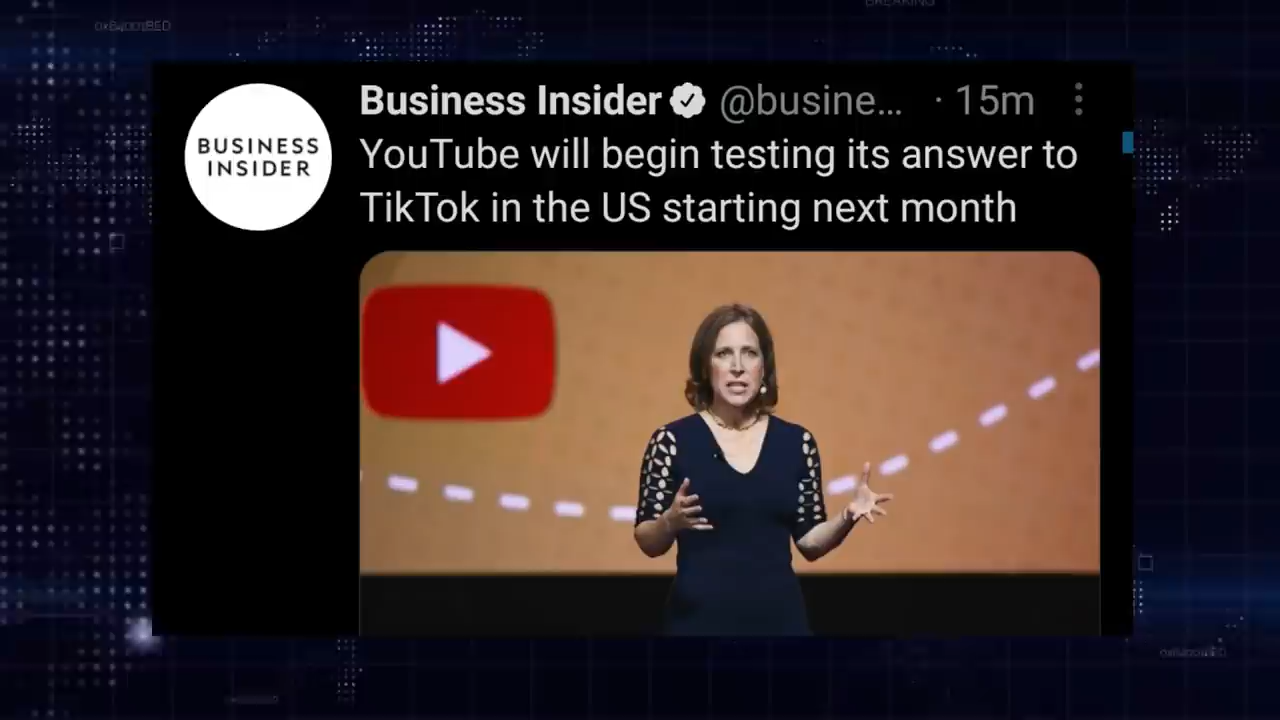 BREAKING
Business Insider @busine... · 15m
BUSINESS
INSIDER
YouTube will begin testing its answer to
TikTok in the US starting next month